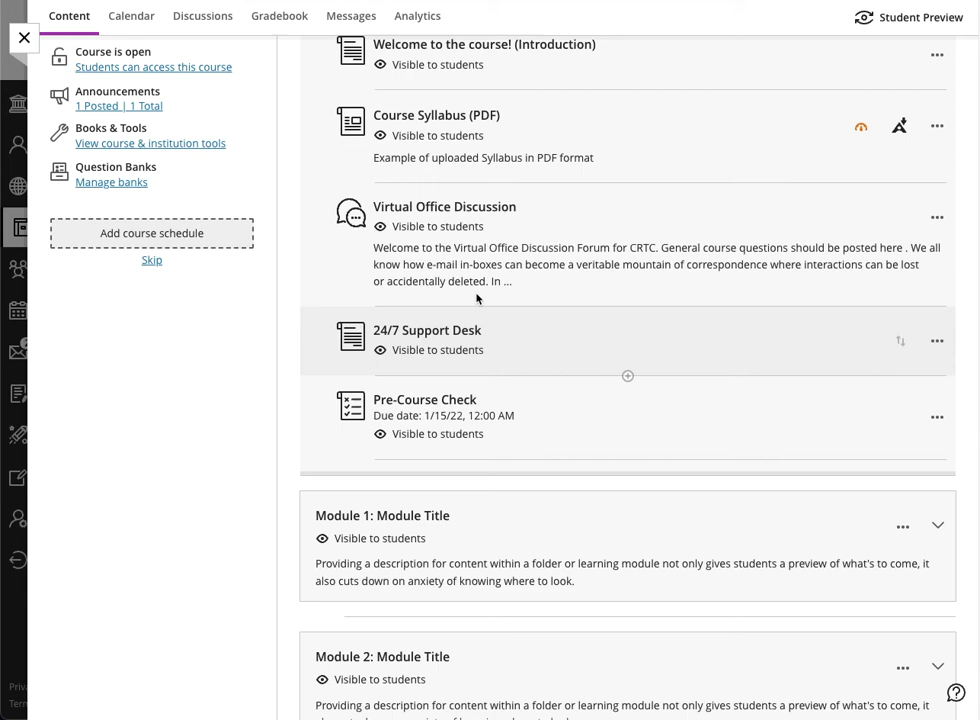 Content
Calendar
Discussions
Gradebook
Messages
Analytics
Student Preview
Course is open
Students can access this course
Announcements
1 Posted | 1 Total
Books & Tools
View course & institution tools
Question Banks
Manage banks
Add course schedule
Skip
Welcome to the course! (Introduction)
Visible to students
Course Syllabus (PDF)
Visible to students
Example of uploaded Syllabus in PDF format
Virtual Office Discussion
Visible to students
Welcome to the Virtual Office Discussion Forum for CRTC. General course questions should be posted here . We all
know how e-mail in-boxes can become a veritable mountain of correspondence where interactions can be lost
or accidentally deleted. In ...
24/7 Support Desk
Visible to students
Pre-Course Check
Due date: 1/15/22, 12:00 AM
Visible to students
Module 1: Module Title
Visible to students
Providing a description for content within a folder or learning module not only gives students a preview of what's to come, it
also cuts down on anxiety of knowing where to look.
Module 2: Module Title
Visible to students
Providing a description for content within a folder or learning module not only gives students a preview of what's to come, it
Priva
Term